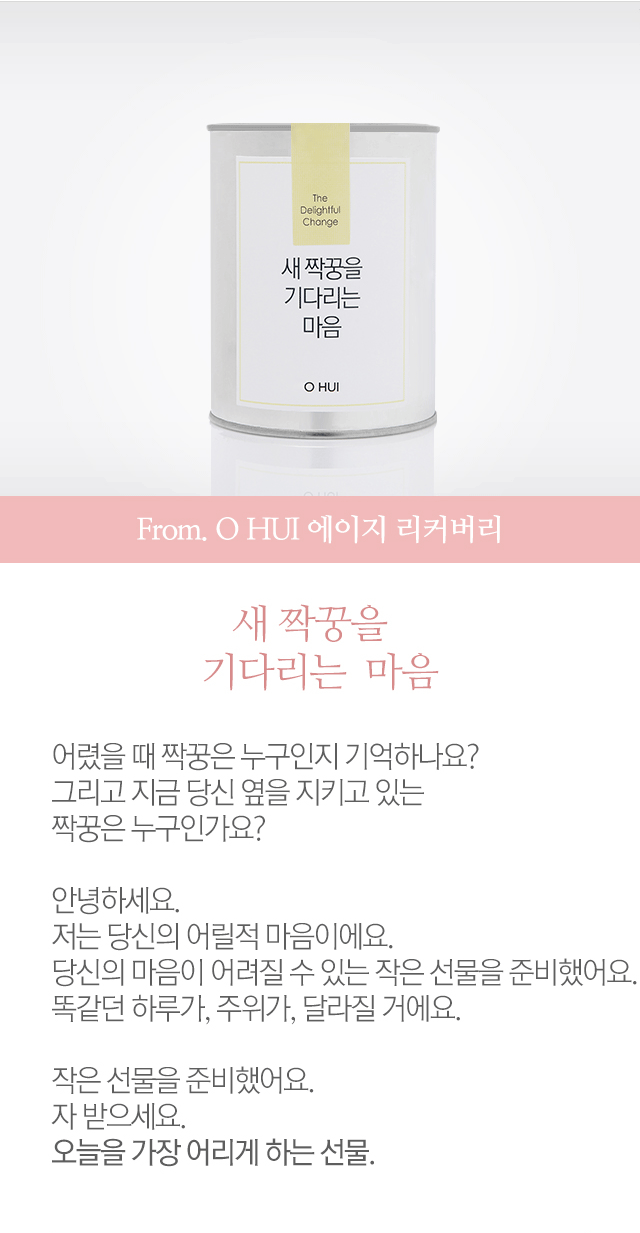 The
Delightful
Change
새 짝꿍을
기다리는
마음
O HUI
O HUI
From. O HUI 에이지 리커버리
새 짝꿍을
기다리는 마음
어렸을 때 짝꿍은 누구인지 기억하나요?
그리고 지금 당신 옆을 지키고 있는
짝꿍은 누구인가요?
안녕하세요.
저는 당신의 어릴적 마음이에요.
당신의 마음이 어려질 수 있는 작은 선물을 준비했어요.
똑같던 하루가, 주위가, 달라질 거에요.
작은 선물을 준비했어요.
자 받으세요.
오늘을 가장 어리게 하는 선물.